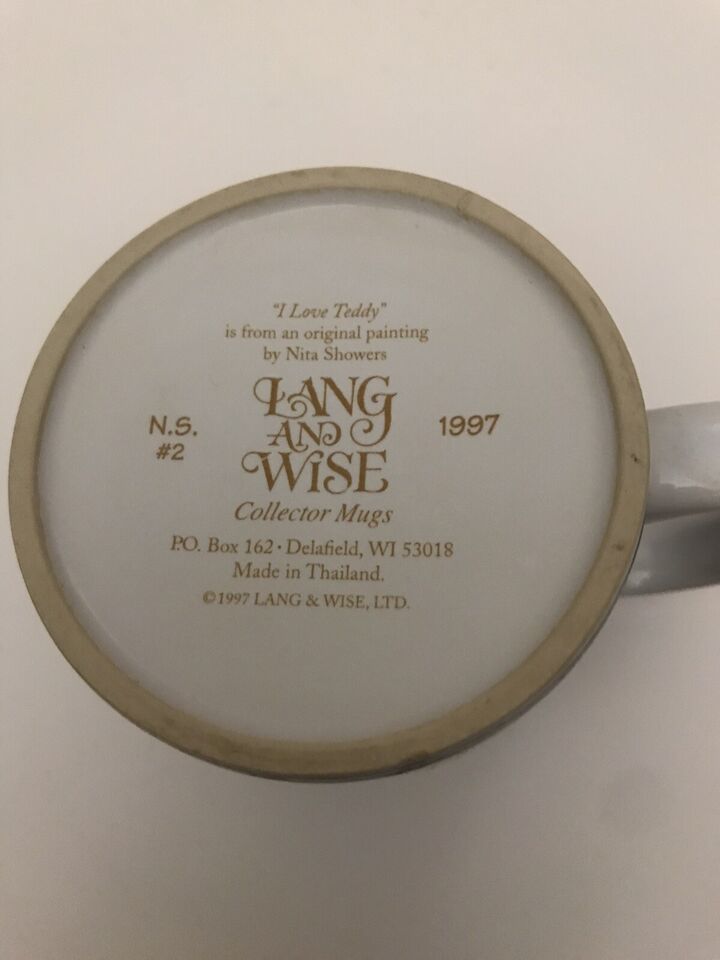 "I Love Teddy"
is from an original painting
by Nita Showers
LANG
AND
WISE
N.S.
#2
1997
Collector Mugs
P.O. Box 162 · Delafield, WI 53018
Made in Thailand.
©1997 LANG & WISE, LTD.